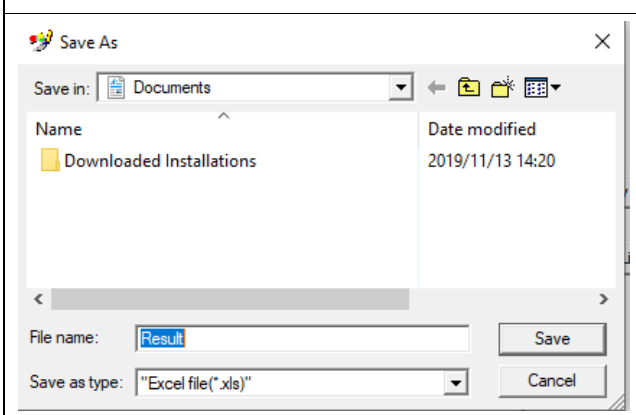 Save As
Save in: Documents
Name Date modified
Downloaded Installations 2019/11/13 14:20
File name: Result Save
Save as type: "Excel file(*.xls)" Cancel